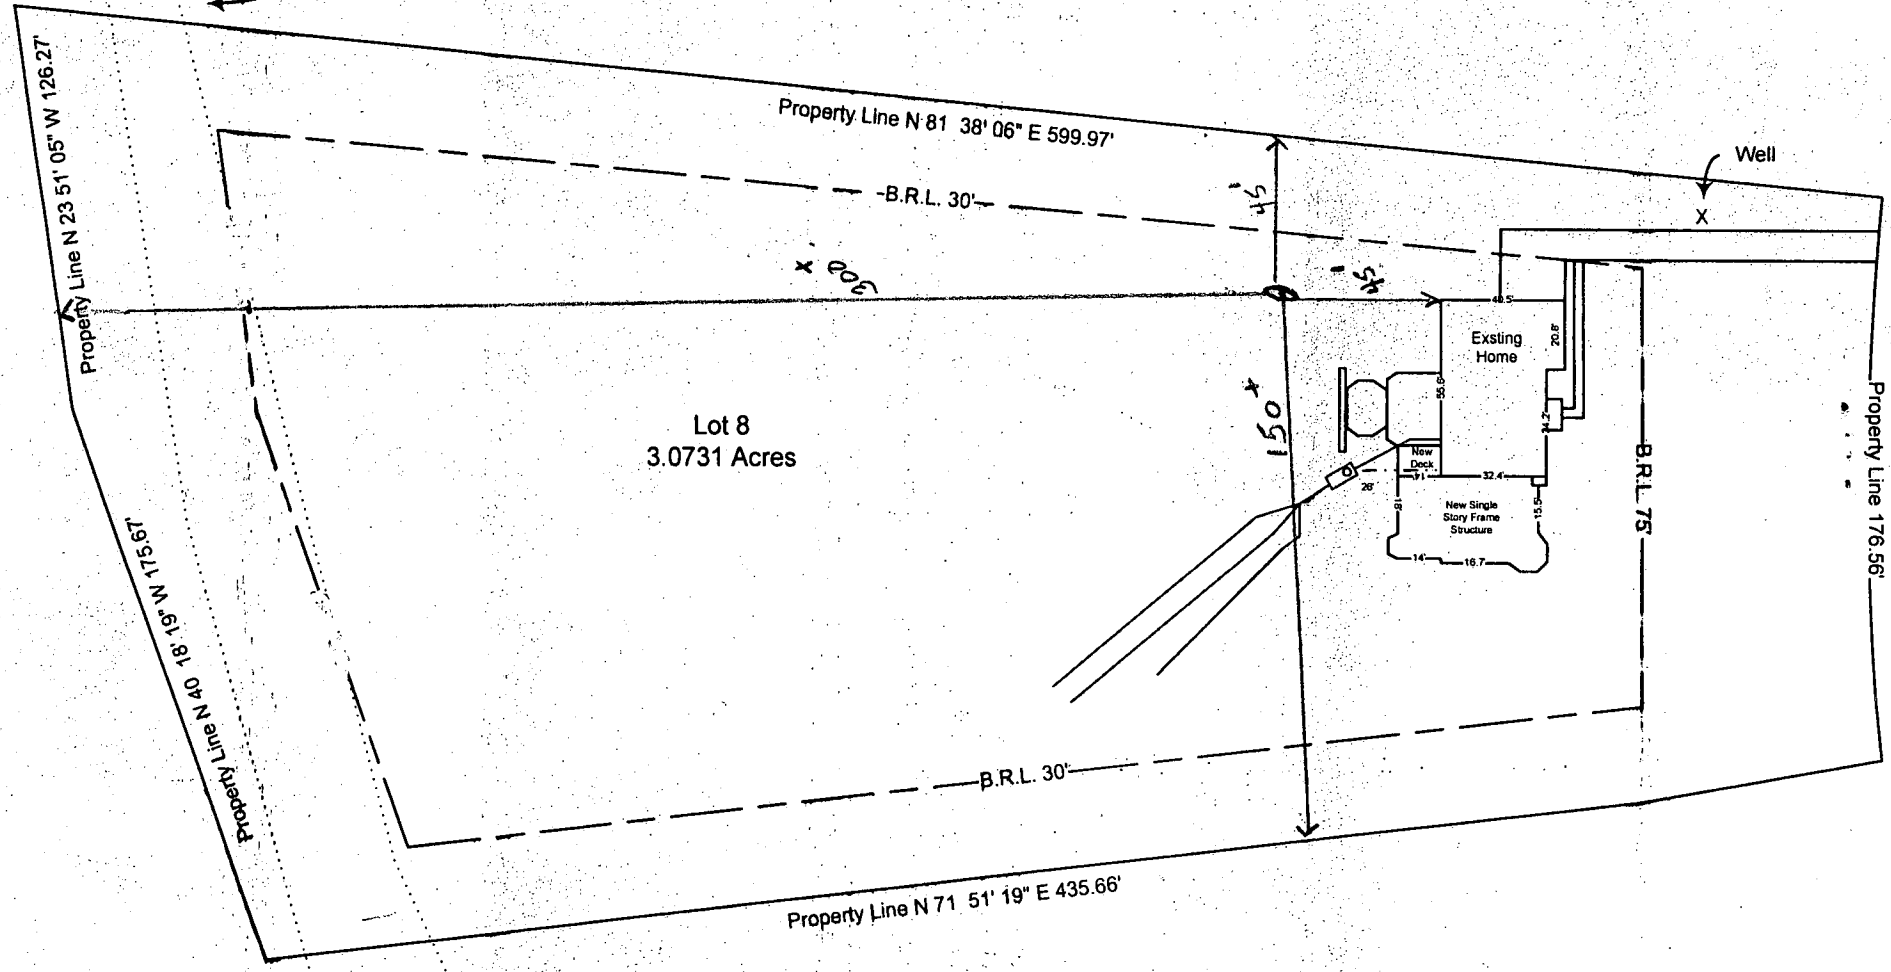 Property Line N 81 38' 06" E 599.97'
Well
X
-B.R.L. 30'-
45'
300 x
45'
Property Line N 23 51' 05" W 126.27'
40.5'
Exsting
Home
20.8'
55.6'
24.2'
150 x
Lot 8
3.0731 Acres
New
Deck
14'
32.4'
26'
18'
New Single
Story Frame
Structure
15.5'
14'
16.7'
B.R.L. 75'
Property Line 176.56'
Property Line N 40 18' 19" W 175.67'
B.R.L. 30'
Property Line N 71 51' 19" E 435.66'